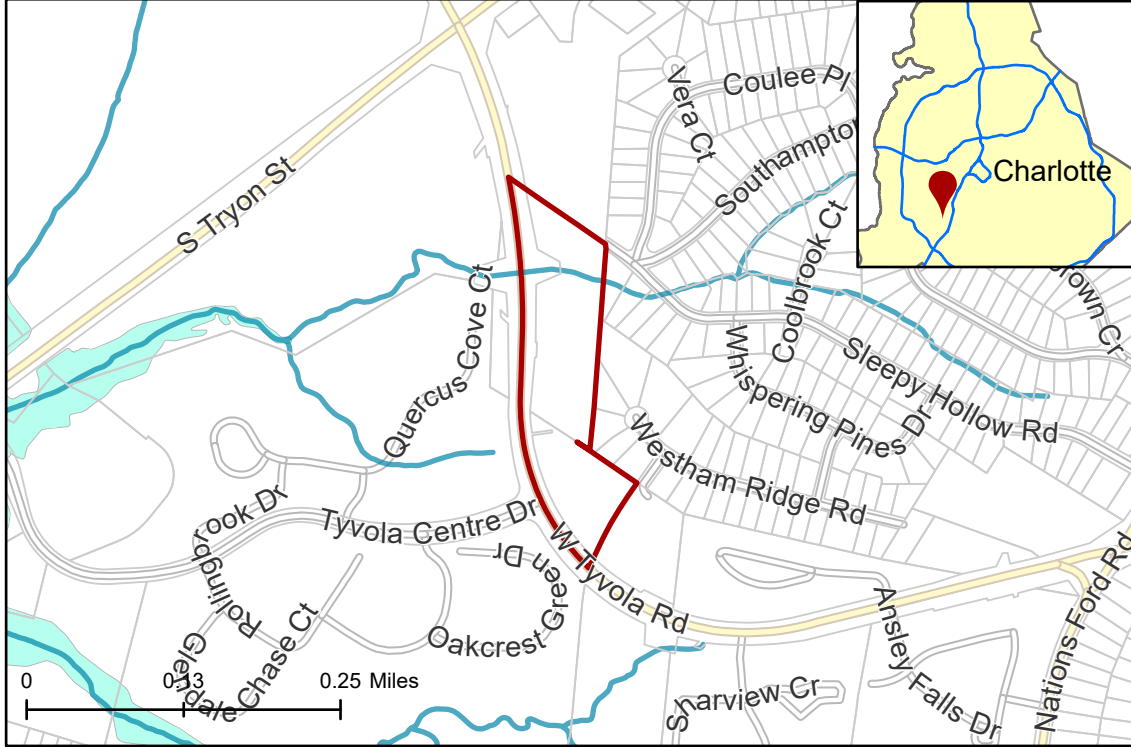 Coulee Pl
Vera Ct
Southampton
Charlotte
S Tryon St
Coolbrook Ct
Quercus Cove Ct
Crown Cr
Whispering Pines Dr
Sleepy Hollow Rd
Westham Ridge Rd
Rollingbrook Dr
Tyvola Centre Dr
W Tyvola Rd
Oakcrest Green Dr
Glendale Chase Ct
Ansley Falls Dr
Nations Ford Rd
Sharview Cr
0 0.13 0.25 Miles